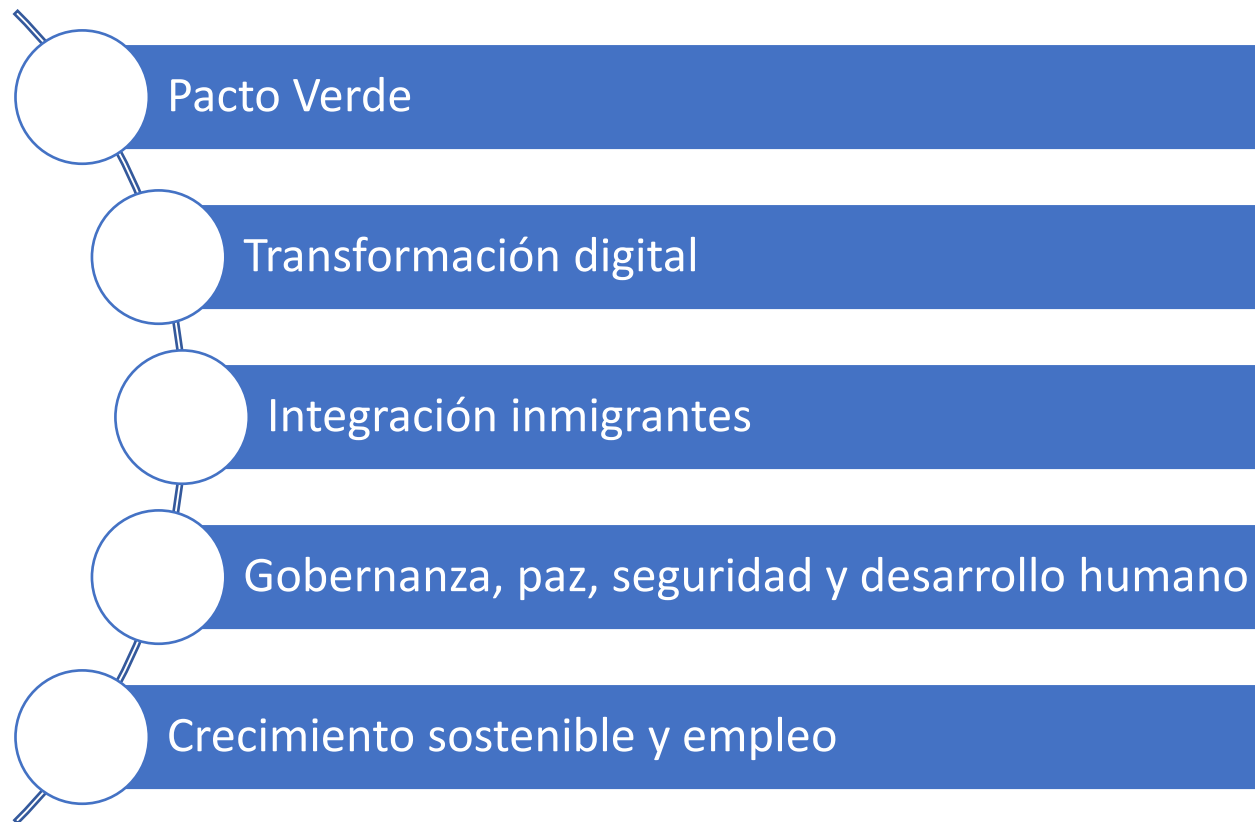 Pacto Verde
Transformación digital
Integración inmigrantes
Gobernanza, paz, seguridad y desarrollo humano
Crecimiento sostenible y empleo